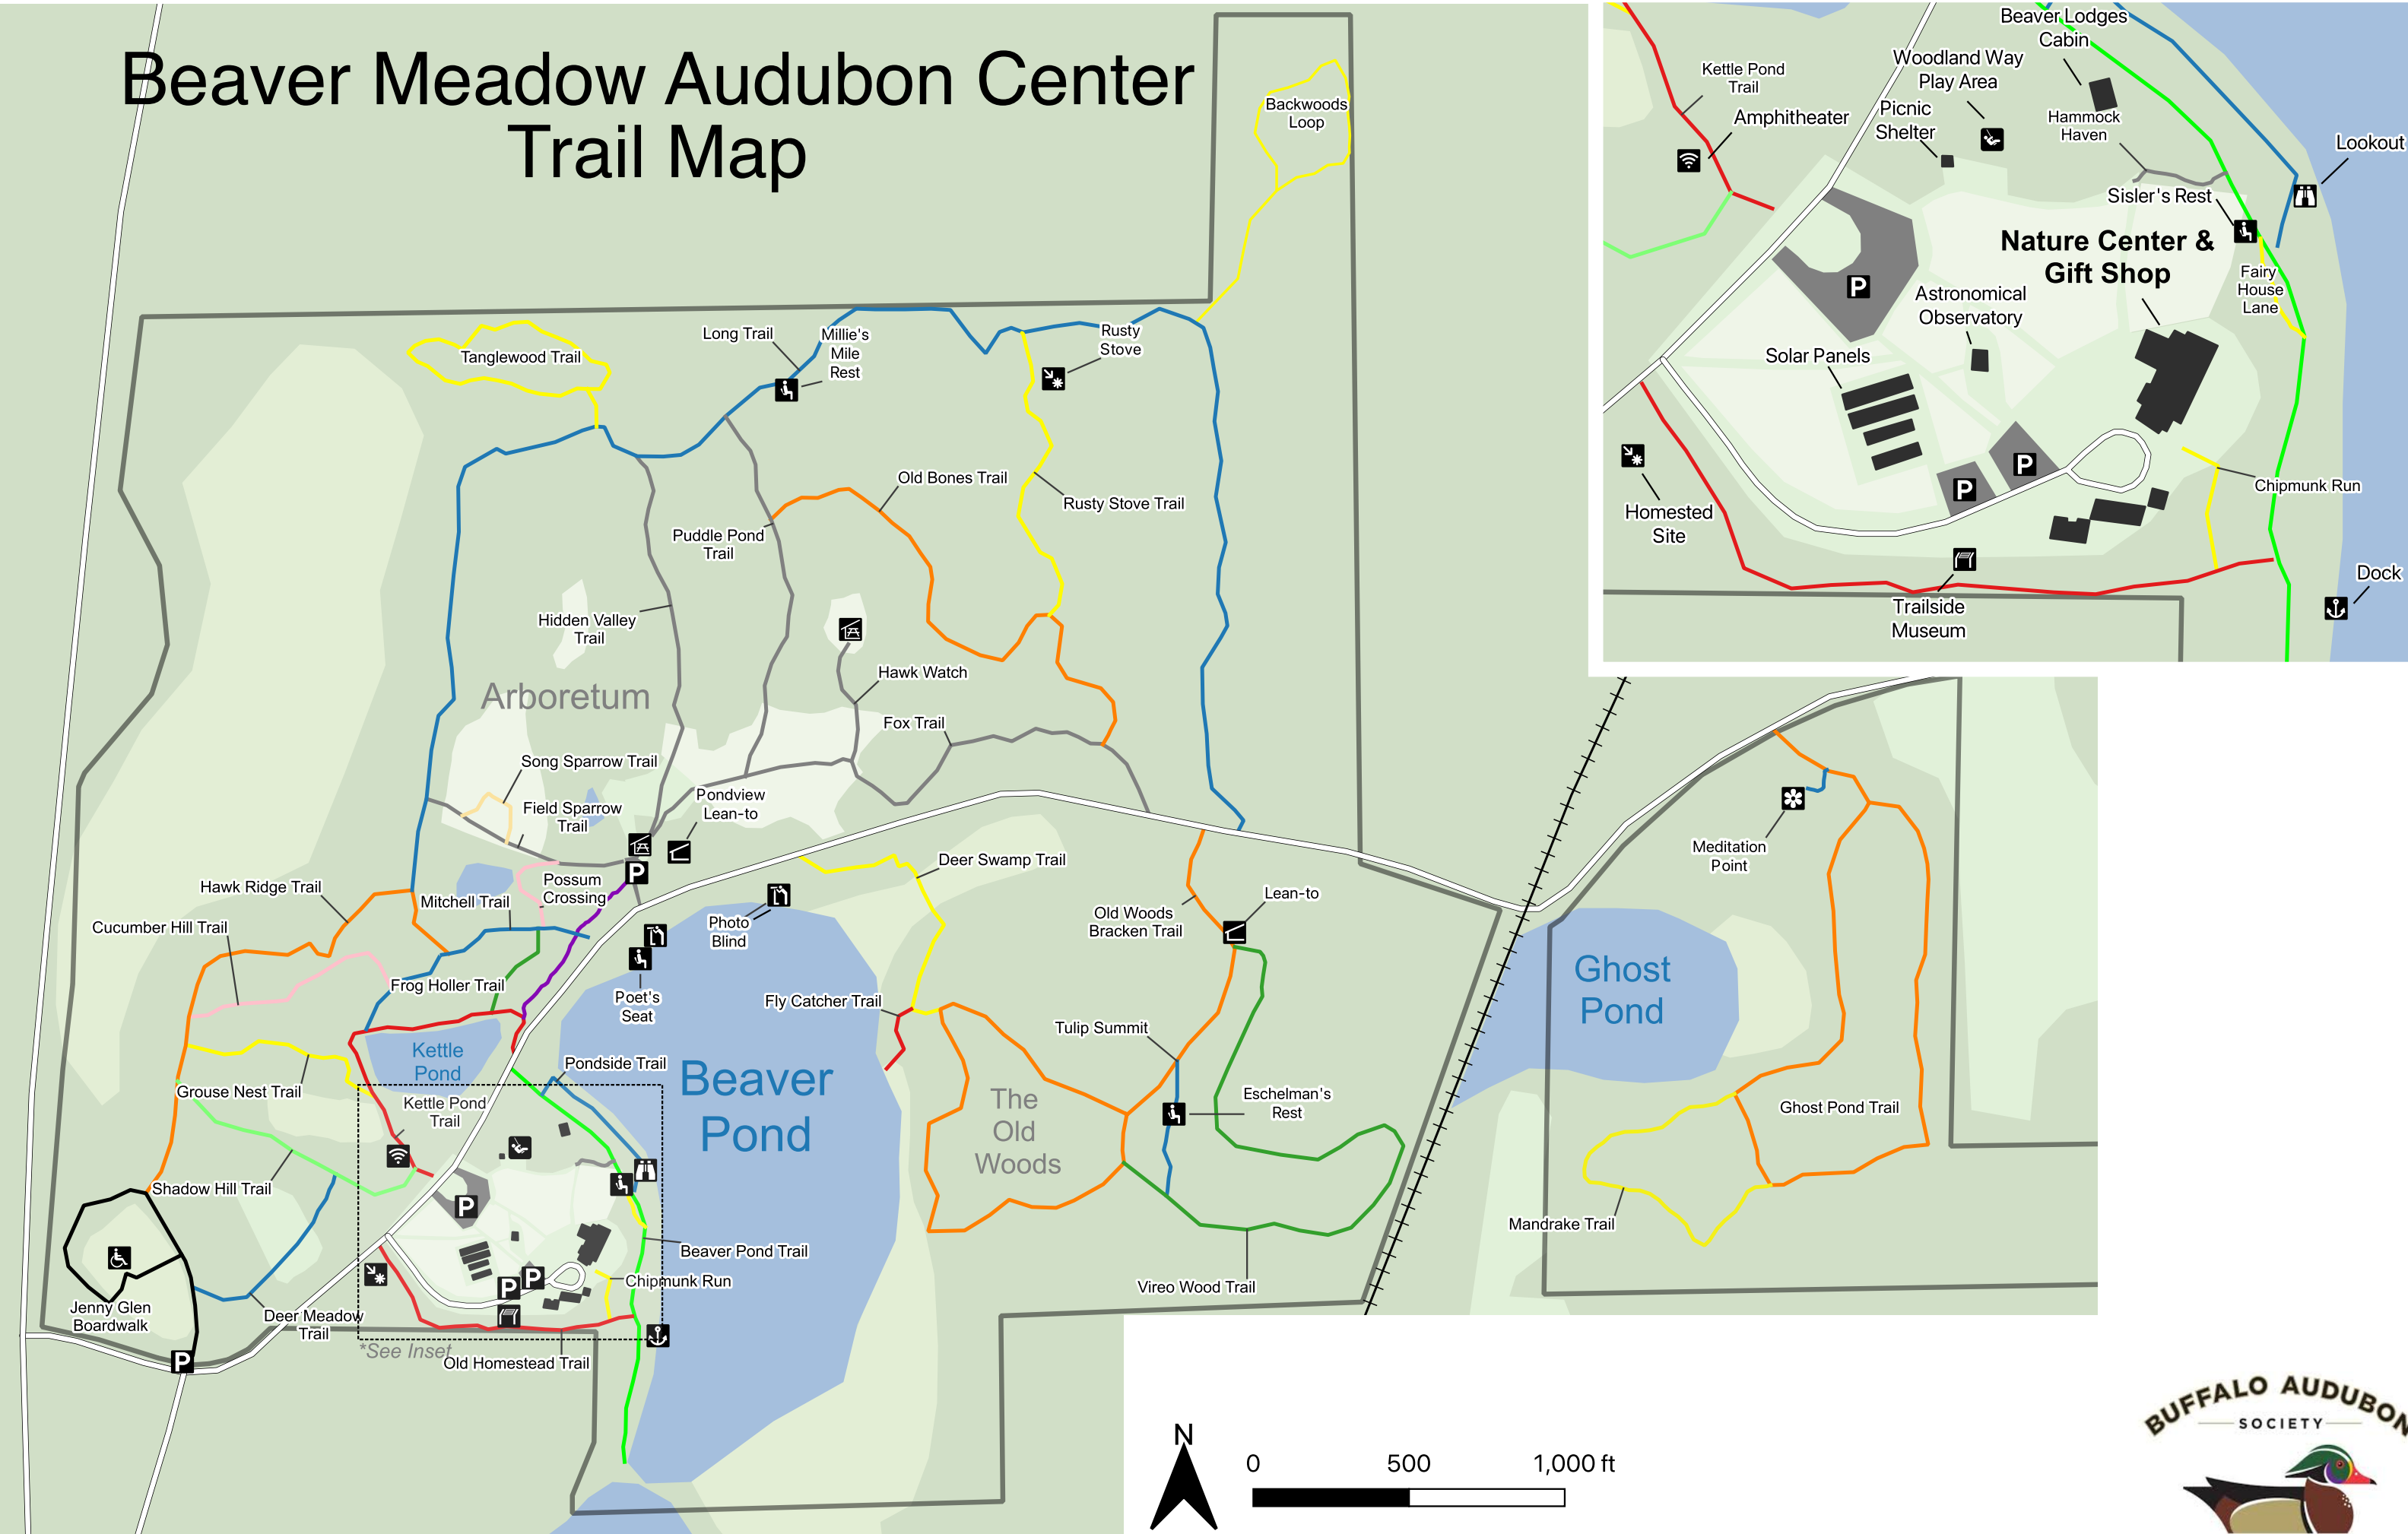 Beaver Meadow Audubon Center
Trail Map
Backwoods
Loop
Tanglewood Trail
Long Trail
Millie's
Mile
Rest
Rusty
Stove
Old Bones Trail
Rusty Stove Trail
Puddle Pond
Trail
Hidden Valley
Trail
Hawk Watch
Arboretum
Fox Trail
Song Sparrow Trail
Field Sparrow
Trail
Pondview
Lean-to
P
Deer Swamp Trail
Hawk Ridge Trail
Possum
Crossing
Mitchell Trail
Cucumber Hill Trail
Photo
Blind
Old Woods
Bracken Trail
Lean-to
Frog Holler Trail
Poet's
Seat
Fly Catcher Trail
Tulip Summit
Kettle
Pond
Pondside Trail
Beaver
Pond
Grouse Nest Trail
Kettle Pond
Trail
The
Old
Woods
Eschelman's
Rest
Shadow Hill Trail
P
Beaver Pond Trail
Chipmunk Run
P
P
Vireo Wood Trail
Jenny Glen
Boardwalk
Deer Meadow
Trail
*See Inset
Old Homestead Trail
P
Meditation
Point
Ghost
Pond
Ghost Pond Trail
Mandrake Trail
Beaver Lodges
Cabin
Woodland Way
Play Area
Kettle Pond
Trail
Picnic
Shelter
Amphitheater
Hammock
Haven
Lookout
Sisler's Rest
Nature Center &
Gift Shop
Fairy
House
Lane
P
Astronomical
Observatory
Solar Panels
P
P
Chipmunk Run
Homested
Site
Trailside
Museum
Dock
N
0 500 1,000 ft
BUFFALO AUDUBON
SOCIETY